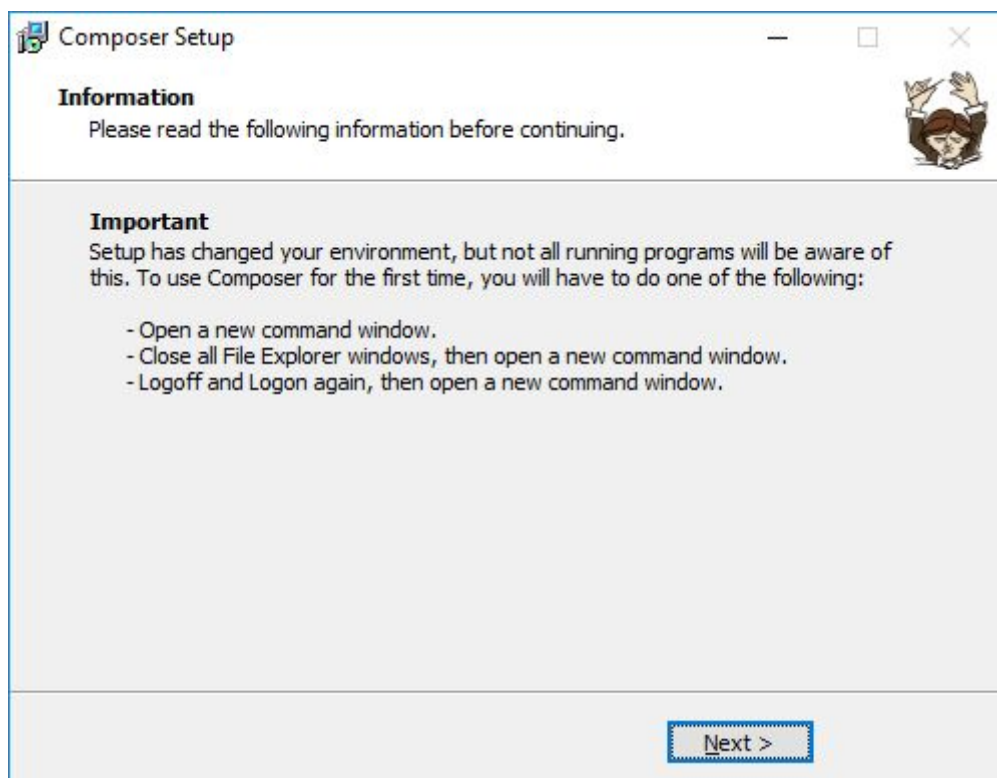 Composer Setup
Information
Please read the following information before continuing.
Important
Setup has changed your environment, but not all running programs will be aware of
this. To use Composer for the first time, you will have to do one of the following:
- Open a new command window.
- Close all File Explorer windows, then open a new command window.
- Logoff and Logon again, then open a new command window.
Next >